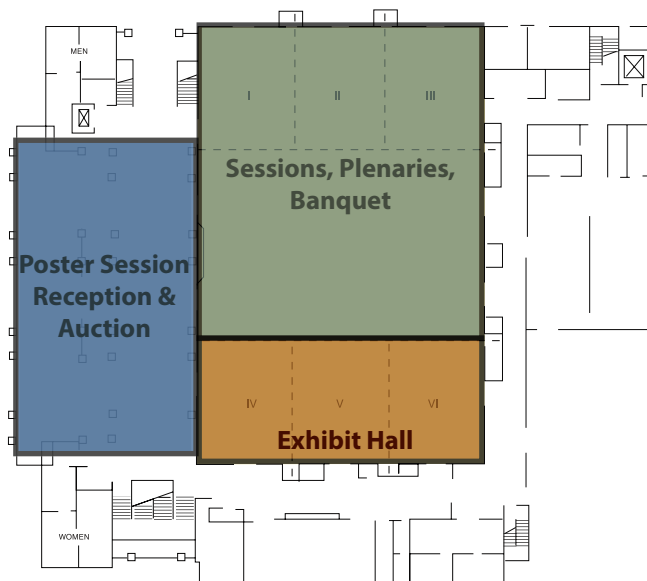 MEN
I
II
III
Sessions, Plenaries,
Banquet
Poster Session
Reception &
Auction
IV
V
VI
Exhibit Hall
WOMEN